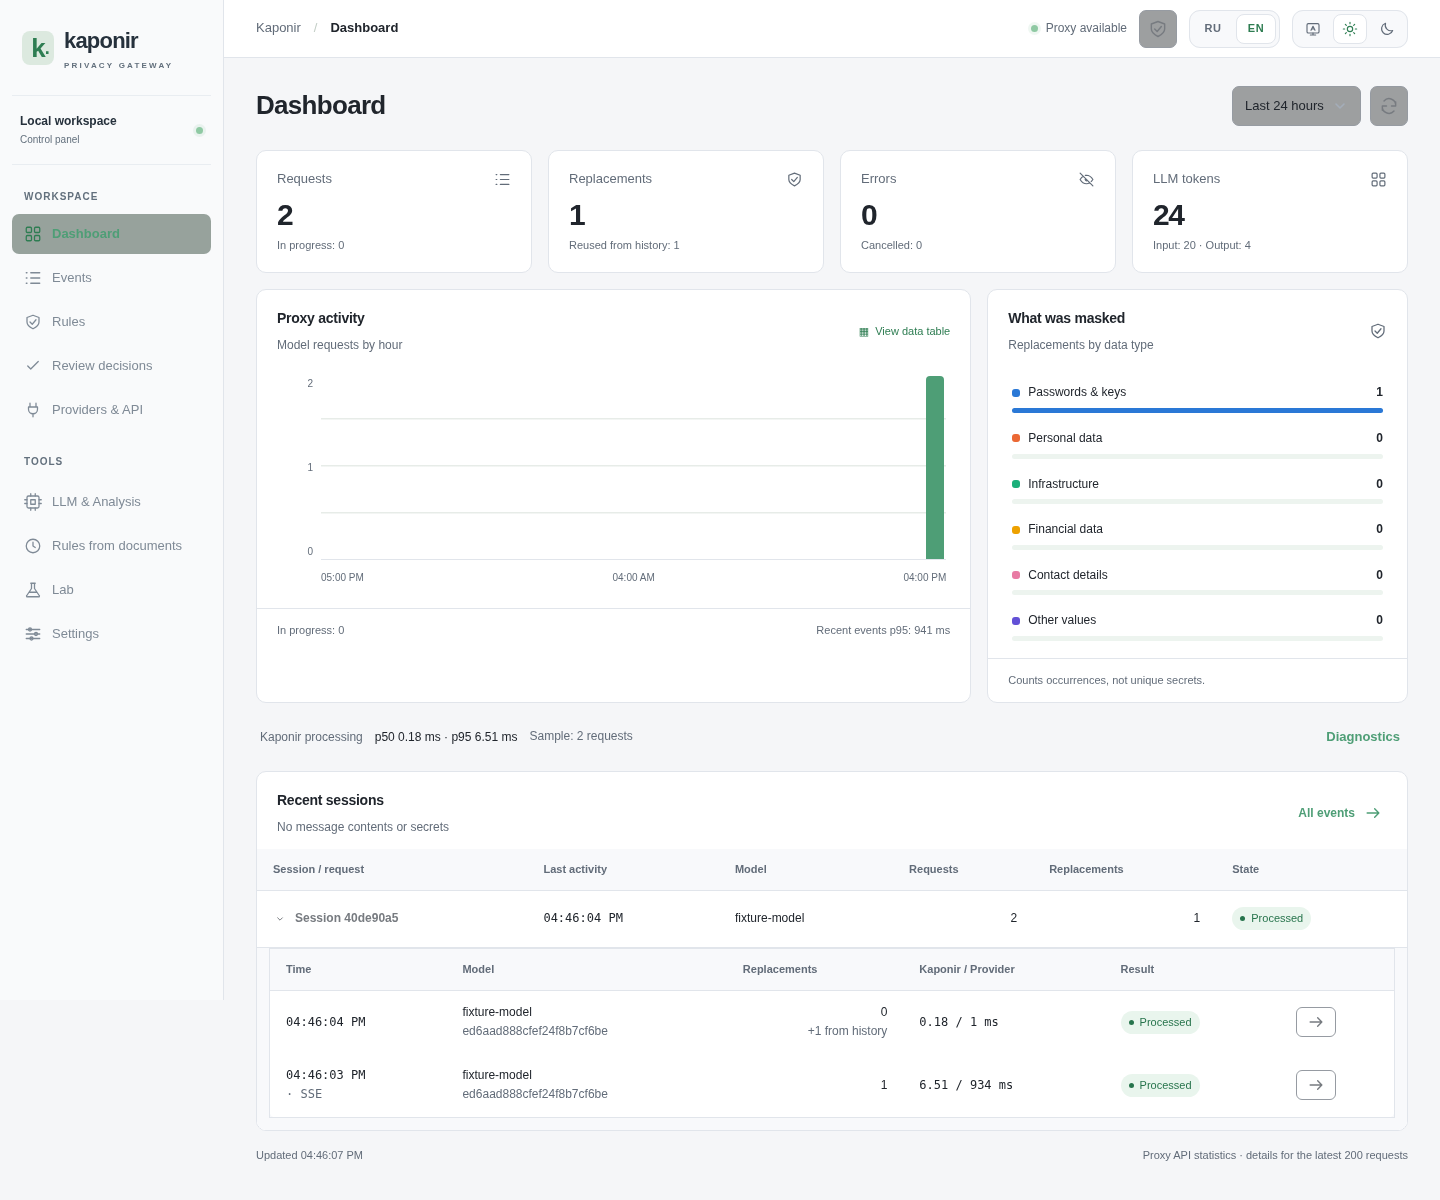 kaponir
PRIVACY GATEWAY
Local workspace
Control panel
WORKSPACE
Dashboard
Events
Rules
Review decisions
Providers & API
TOOLS
LLM & Analysis
Rules from documents
Lab
Settings
Kaponir / Dashboard
Proxy available
RU EN
Dashboard
Last 24 hours
Requests
2
In progress: 0
Replacements
1
Reused from history: 1
Errors
0
Cancelled: 0
LLM tokens
24
Input: 20 · Output: 4
Proxy activity
Model requests by hour
View data table
2
1
0
05:00 PM 04:00 AM 04:00 PM
In progress: 0 Recent events p95: 941 ms
What was masked
Replacements by data type
Passwords & keys 1
Personal data 0
Infrastructure 0
Financial data 0
Contact details 0
Other values 0
Counts occurrences, not unique secrets.
Kaponir processing p50 0.18 ms · p95 6.51 ms Sample: 2 requests Diagnostics
Recent sessions
No message contents or secrets
All events
Session / request Last activity Model Requests Replacements State
Session 40de90a5 04:46:04 PM fixture-model 2 1 Processed
Time Model Replacements Kaponir / Provider Result
04:46:04 PM fixture-model 0 0.18 / 1 ms Processed
ed6aad888cfef24f8b7cf6be +1 from history
04:46:03 PM fixture-model 1 6.51 / 934 ms Processed
· SSE ed6aad888cfef24f8b7cf6be
Updated 04:46:07 PM Proxy API statistics · details for the latest 200 requests